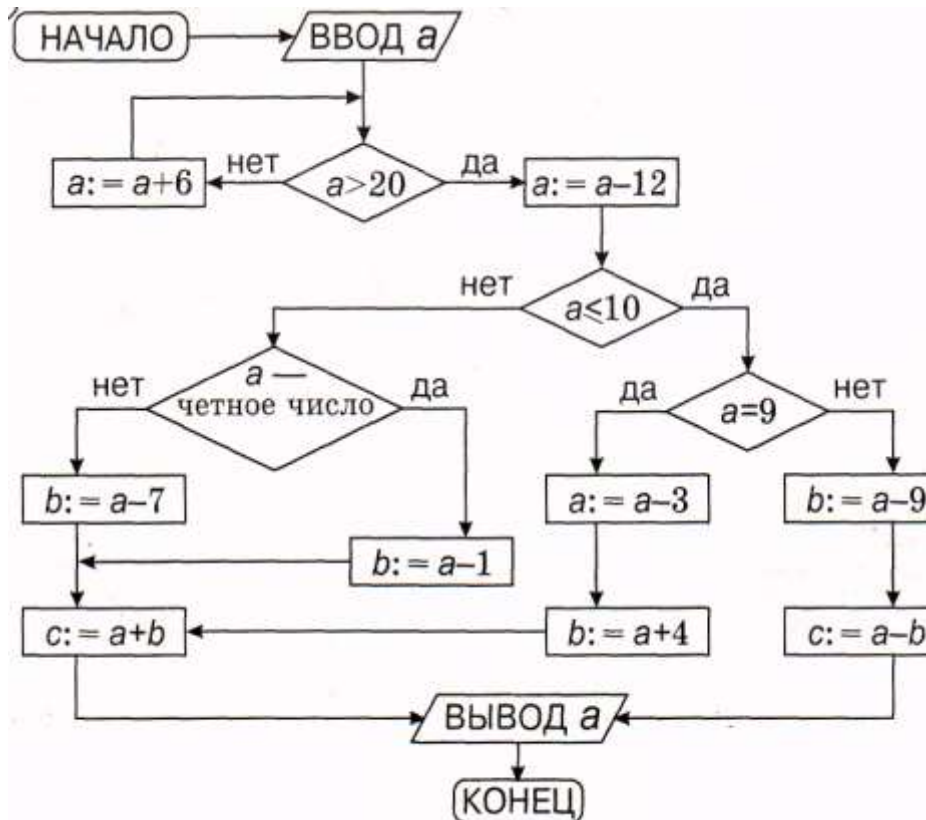 НАЧАЛО
ВВОД a
нет
да
a:=a+6
a>20
a:=a–12
нет
да
a≤10
a —
четное число
нет
да
да
нет
a=9
b:=a–7
a:=a–3
b:=a–9
b:=a–1
c:=a+b
b:=a+4
c:=a–b
ВЫВОД a
КОНЕЦ